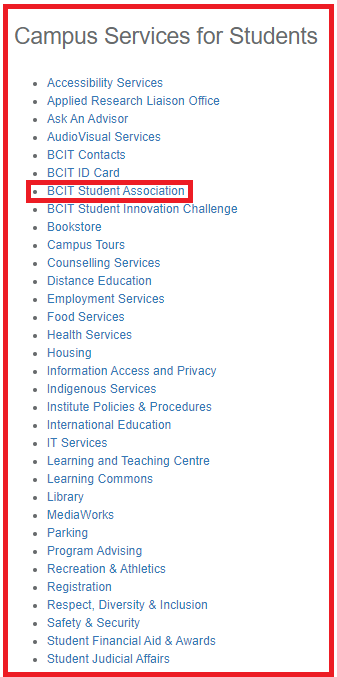 Campus Services for Students
Accessibility Services
Applied Research Liaison Office
Ask An Advisor
AudioVisual Services
BCIT Contacts
BCIT ID Card
BCIT Student Association
BCIT Student Innovation Challenge
Bookstore
Campus Tours
Counselling Services
Distance Education
Employment Services
Food Services
Health Services
Housing
Information Access and Privacy
Indigenous Services
Institute Policies & Procedures
International Education
IT Services
Learning and Teaching Centre
Learning Commons
Library
MediaWorks
Parking
Program Advising
Recreation & Athletics
Registration
Respect, Diversity & Inclusion
Safety & Security
Student Financial Aid & Awards
Student Judicial Affairs